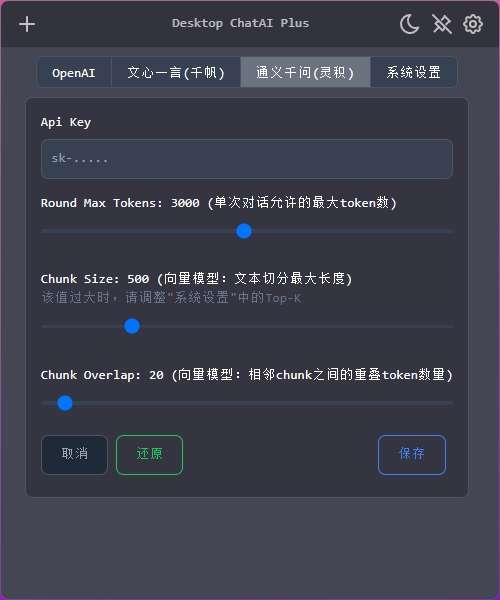 Desktop ChatAI Plus
OpenAI 文心一言(千帆) 通义千问(灵积) 系统设置
Api Key
sk-.....
Round Max Tokens: 3000 (单次对话允许的最大token数)
Chunk Size: 500 (向量模型: 文本切分最大长度)
该值过大时, 请调整"系统设置"中的Top-K
Chunk Overlap: 20 (向量模型: 相邻chunk之间的重叠token数量)
取消 还原 保存